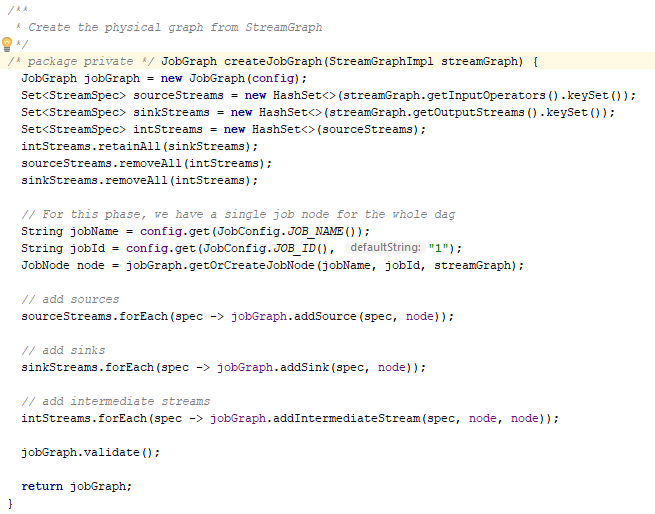 /**
 * Create the physical graph from StreamGraph
 */
/* package private */ JobGraph createJobGraph(StreamGraphImpl streamGraph) {
  JobGraph jobGraph = new JobGraph(config);
  Set<StreamSpec> sourceStreams = new HashSet<>(streamGraph.getInputOperators().keySet());
  Set<StreamSpec> sinkStreams = new HashSet<>(streamGraph.getOutputStreams().keySet());
  Set<StreamSpec> intStreams = new HashSet<>(sourceStreams);
  intStreams.retainAll(sinkStreams);
  sourceStreams.removeAll(intStreams);
  sinkStreams.removeAll(intStreams);

  // For this phase, we have a single job node for the whole dag
  String jobName = config.get(JobConfig.JOB_NAME());
  String jobId = config.get(JobConfig.JOB_ID(), defaultString: "1");
  JobNode node = jobGraph.getOrCreateJobNode(jobName, jobId, streamGraph);

  // add sources
  sourceStreams.forEach(spec -> jobGraph.addSource(spec, node));

  // add sinks
  sinkStreams.forEach(spec -> jobGraph.addSink(spec, node));

  // add intermediate streams
  intStreams.forEach(spec -> jobGraph.addIntermediateStream(spec, node, node));

  jobGraph.validate();

  return jobGraph;
}